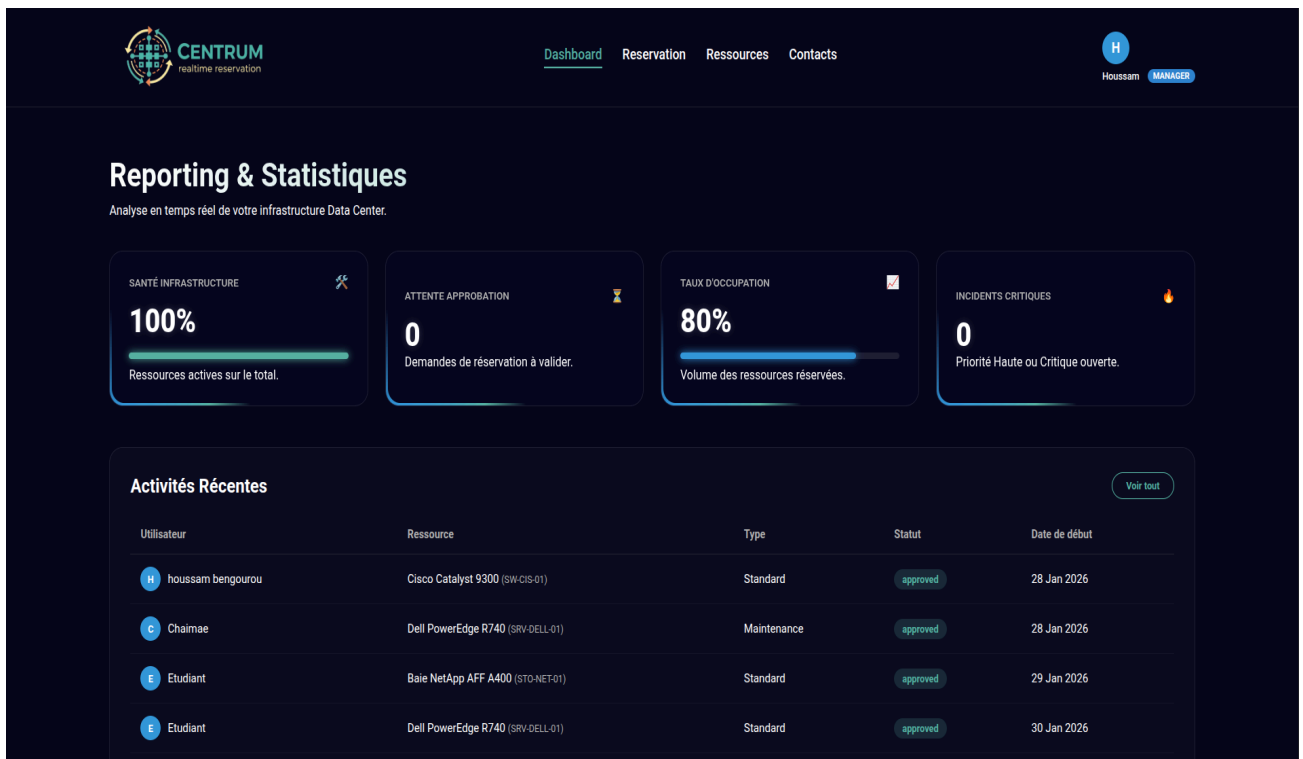 CENTRUM
realtime reservation
Dashboard Reservation Ressources Contacts
H
Houssam MANAGER
Reporting & Statistiques
Analyse en temps réel de votre infrastructure Data Center.
SANTÉ INFRASTRUCTURE
100%
Ressources actives sur le total.
ATTENTE APPROBATION
0
Demandes de réservation à valider.
TAUX D'OCCUPATION
80%
Volume des ressources réservées.
INCIDENTS CRITIQUES
0
Priorité Haute ou Critique ouverte.
Activités Récentes
Voir tout
Utilisateur Ressource Type Statut Date de début
H houssam bengourou Cisco Catalyst 9300 (SW-CIS-01) Standard approved 28 Jan 2026
C Chaimae Dell PowerEdge R740 (SRV-DELL-01) Maintenance approved 28 Jan 2026
E Etudiant Baie NetApp AFF A400 (STO-NET-01) Standard approved 29 Jan 2026
E Etudiant Dell PowerEdge R740 (SRV-DELL-01) Standard approved 30 Jan 2026